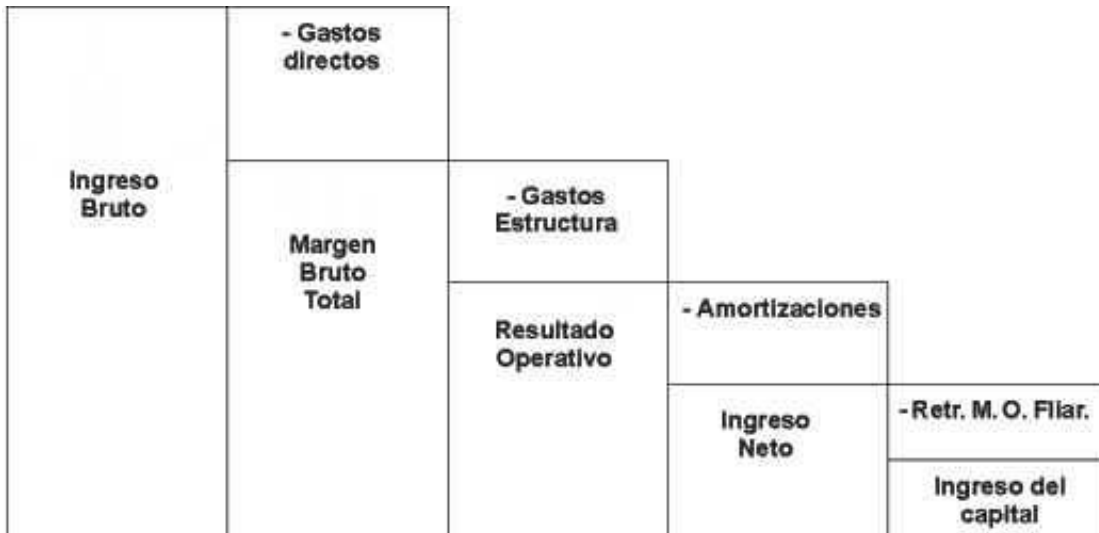 Ingreso
Bruto
- Gastos
directos
Margen
Bruto
Total
- Gastos
Estructura
Resultado
Operativo
- Amortizaciones
Ingreso
Neto
- Retr. M. O. Fliar.
Ingreso del
capital